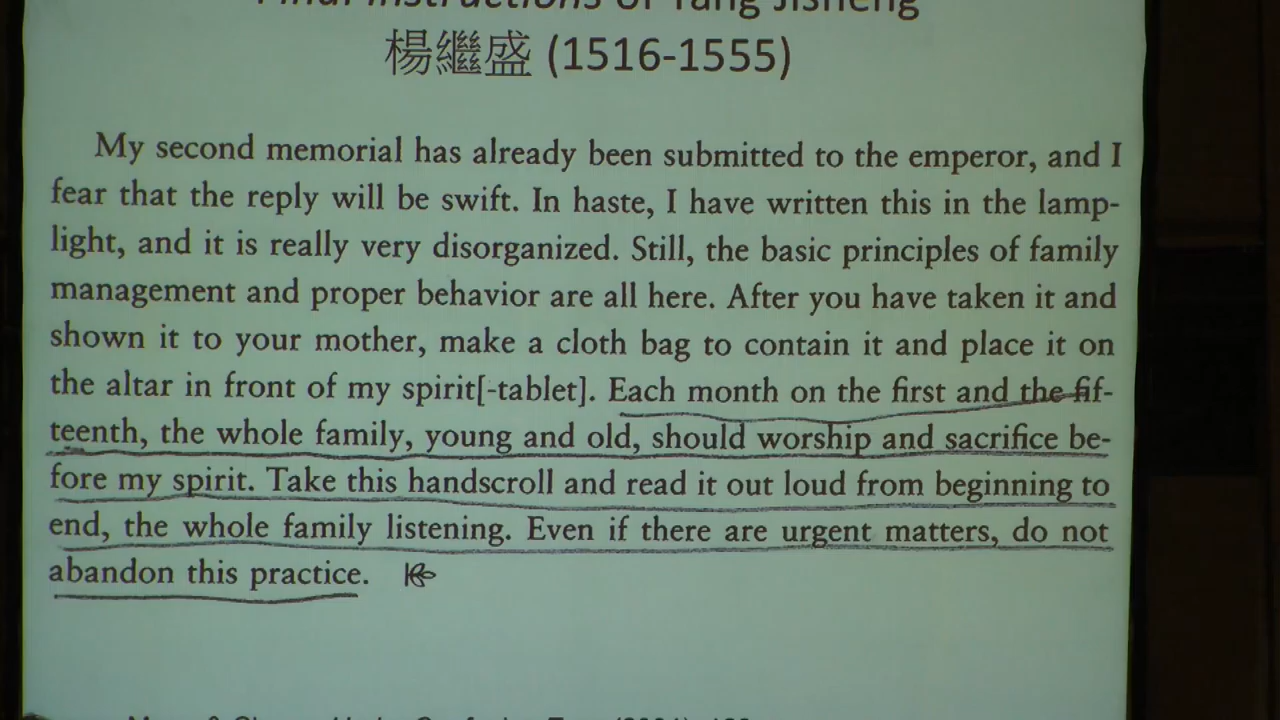 Final Instructions of Yang Jisheng
楊繼盛 (1516-1555)
My second memorial has already been submitted to the emperor, and I
fear that the reply will be swift. In haste, I have written this in the lamp-
light, and it is really very disorganized. Still, the basic principles of family
management and proper behavior are all here. After you have taken it and
shown it to your mother, make a cloth bag to contain it and place it on
the altar in front of my spirit[-tablet]. Each month on the first and the fif-
teenth, the whole family, young and old, should worship and sacrifice be-
fore my spirit. Take this handscroll and read it out loud from beginning to
end, the whole family listening. Even if there are urgent matters, do not
abandon this practice.